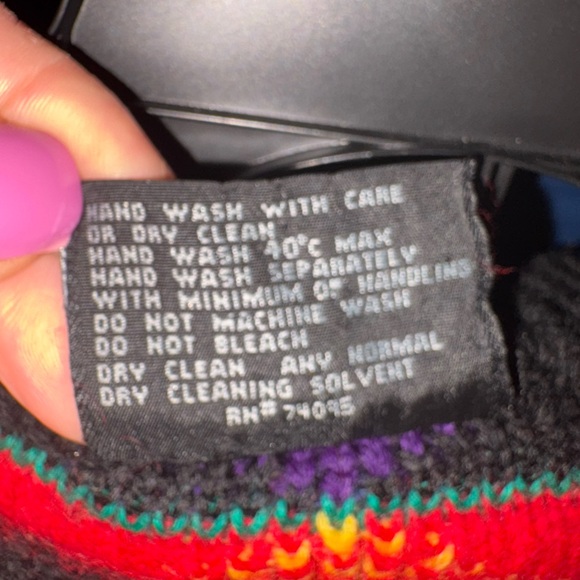 HAND WASH WITH CARE
OR DRY CLEAN
HAND WASH 40°C MAX
HAND WASH SEPARATELY
WITH MINIMUM OF HANDLING
DO NOT MACHINE WASH
DO NOT BLEACH
DRY CLEAN ANY NORMAL
DRY CLEANING SOLVENT
RN# 74095